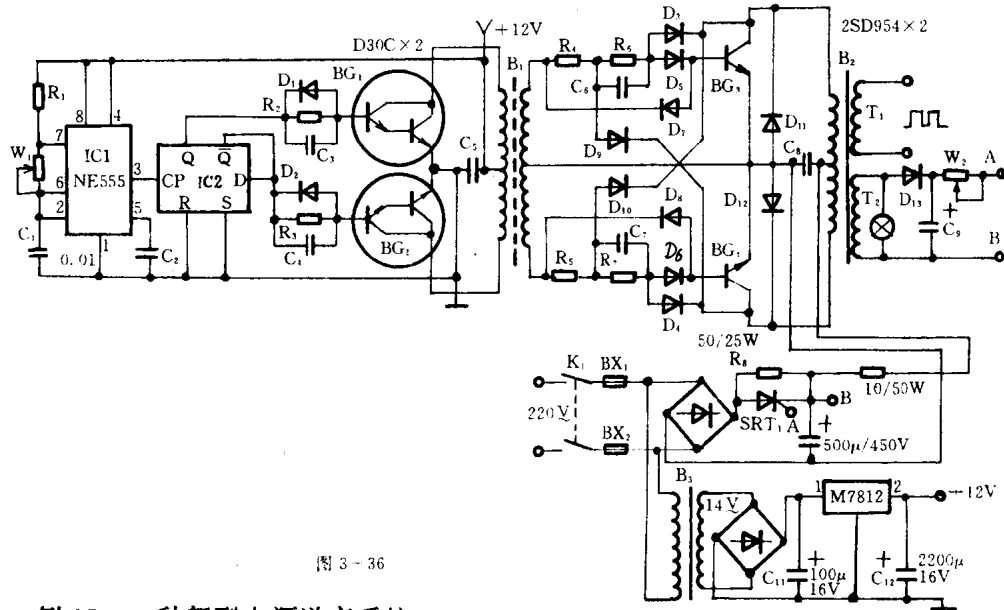 2SD954×2
+12V
D30C×2
BG₁
B₁
D₃
R₄
R₅
D₅
C₆
BG₃
D₇
D₉
D₁₁
C₈
B₂
T₁
R₁
8
4
D₁
R₂
C₃
7
W₁
IC1
NE555
3
6
2
5
1
C₁
0.01
C₂
Q
Q̅
CP
IC2
D
R
S
D₂
R₃
C₄
BG₂
C₅
D₁₀
D₈
C₇
R₅
R₇
D₆
D₄
BG₄
D₁₂
T₂
D₁₃
W₂
A
+
C₉
B
50/25W
K₁
BX₁
R₈
10/50W
220V
SRT₁
A
B
+
500μ/450V
BX₂
B₃
14V
1
M7812
2
-12V
+
C₁₁
100μ
16V
+
C₁₂
2200μ
16V
图 3-36